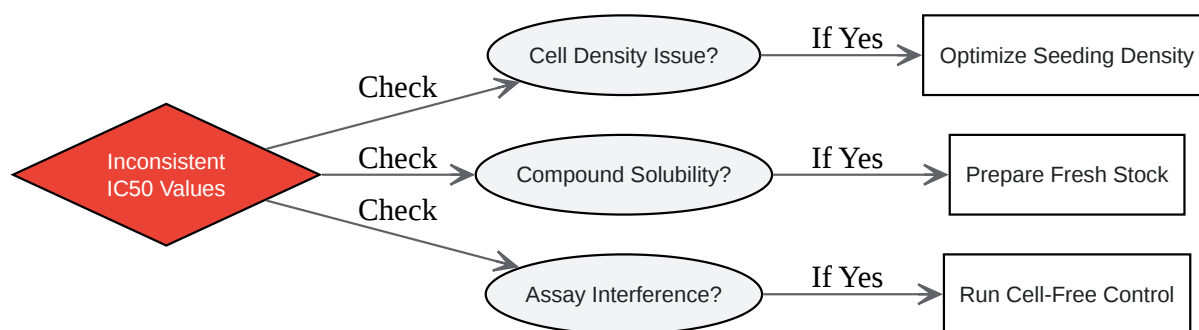 Inconsistent
IC50 Values
Check
Cell Density Issue?
If Yes
Optimize Seeding Density
Check
Compound Solubility?
If Yes
Prepare Fresh Stock
Check
Assay Interference?
If Yes
Run Cell-Free Control